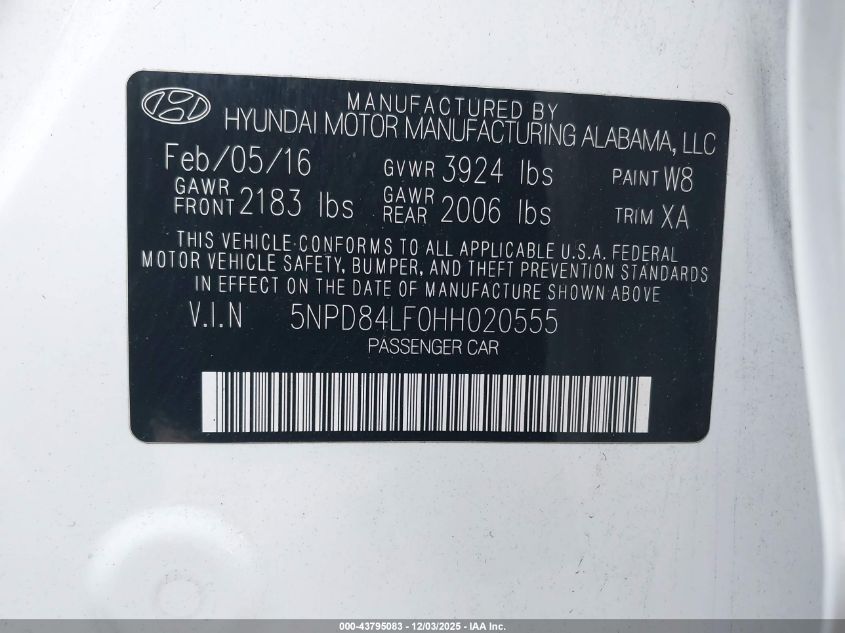 MANUFACTURED BY
HYUNDAI MOTOR MANUFACTURING ALABAMA, LLC
Feb/05/16 GVWR 3924 lbs PAINT W8
GAWR FRONT 2183 lbs GAWR REAR 2006 lbs TRIM XA
THIS VEHICLE CONFORMS TO ALL APPLICABLE U.S.A. FEDERAL
MOTOR VEHICLE SAFETY, BUMPER, AND THEFT PREVENTION STANDARDS
IN EFFECT ON THE DATE OF MANUFACTURE SHOWN ABOVE
V.I.N 5NPD84LF0HH020555
PASSENGER CAR
000-43795083 - 12/03/2025 - IAA Inc.